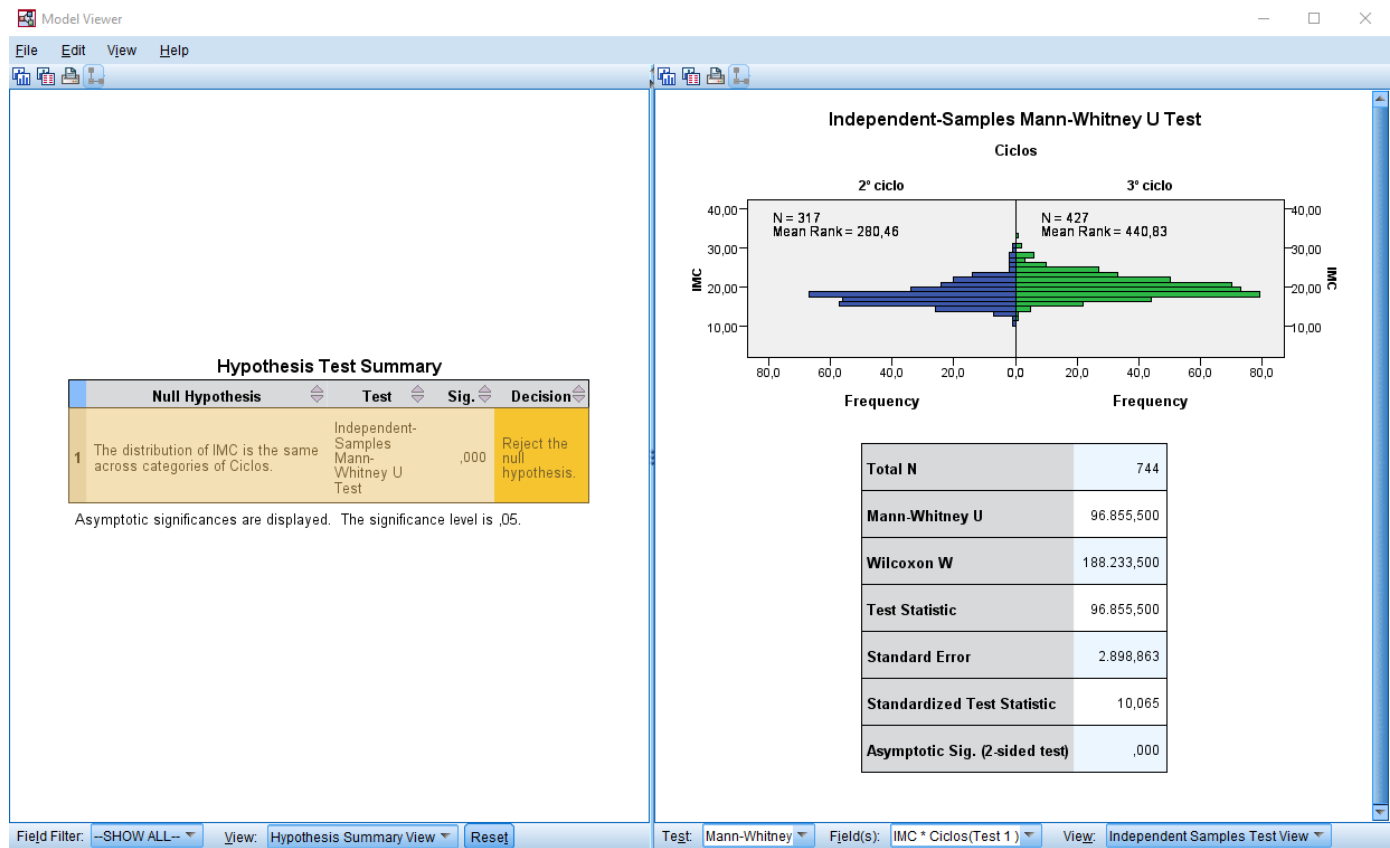 Model Viewer
File Edit View Help
Hypothesis Test Summary
Null Hypothesis Test Sig. Decision
1 The distribution of IMC is the same across categories of Ciclos. Independent-Samples Mann-Whitney U Test ,000 Reject the null hypothesis.
Asymptotic significances are displayed. The significance level is ,05.
Field Filter: --SHOW ALL-- View: Hypothesis Summary View Reset
Independent-Samples Mann-Whitney U Test
Ciclos
2º ciclo 3º ciclo
N = 317
Mean Rank = 280,46
N = 427
Mean Rank = 440,83
40,00 40,00
30,00 30,00
20,00 20,00
10,00 10,00
IMC IMC
80,0 60,0 40,0 20,0 0,0 20,0 40,0 60,0 80,0
Frequency Frequency
Total N 744
Mann-Whitney U 96.855,500
Wilcoxon W 188.233,500
Test Statistic 96.855,500
Standard Error 2.898,863
Standardized Test Statistic 10,065
Asymptotic Sig. (2-sided test) ,000
Test: Mann-Whitney Field(s): IMC * Ciclos(Test 1 ) View: Independent Samples Test View